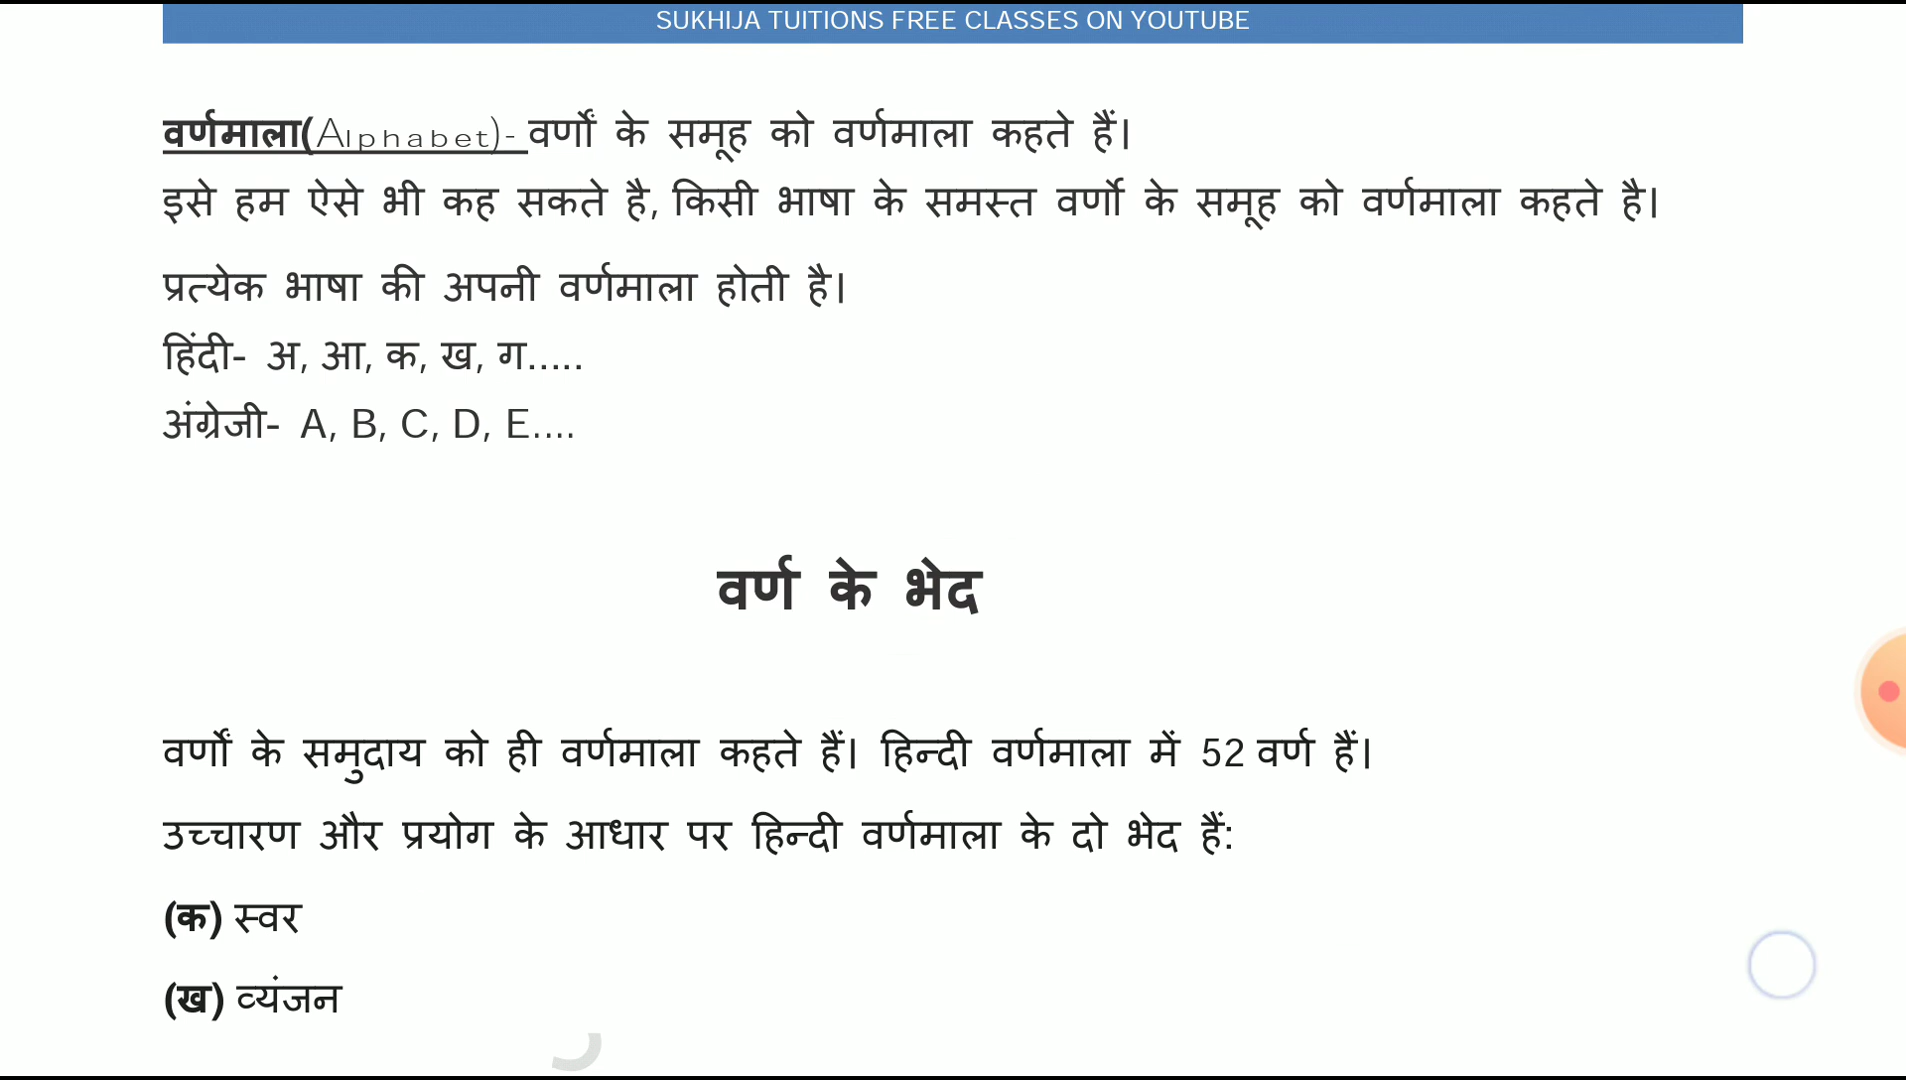 SUKHIJA TUITIONS FREE CLASSES ON YOUTUBE
वर्णमाला(Alphabet)- वर्णों के समूह को वर्णमाला कहते हैं।
इसे हम ऐसे भी कह सकते है, किसी भाषा के समस्त वर्णो के समूह को वर्णमाला कहते है।
प्रत्येक भाषा की अपनी वर्णमाला होती है।
हिंदी- अ, आ, क, ख, ग.....
अंग्रेजी- A, B, C, D, E....
वर्ण के भेद
वर्णों के समुदाय को ही वर्णमाला कहते हैं। हिन्दी वर्णमाला में 52 वर्ण हैं।
उच्चारण और प्रयोग के आधार पर हिन्दी वर्णमाला के दो भेद हैं:
(क) स्वर
(ख) व्यंजन